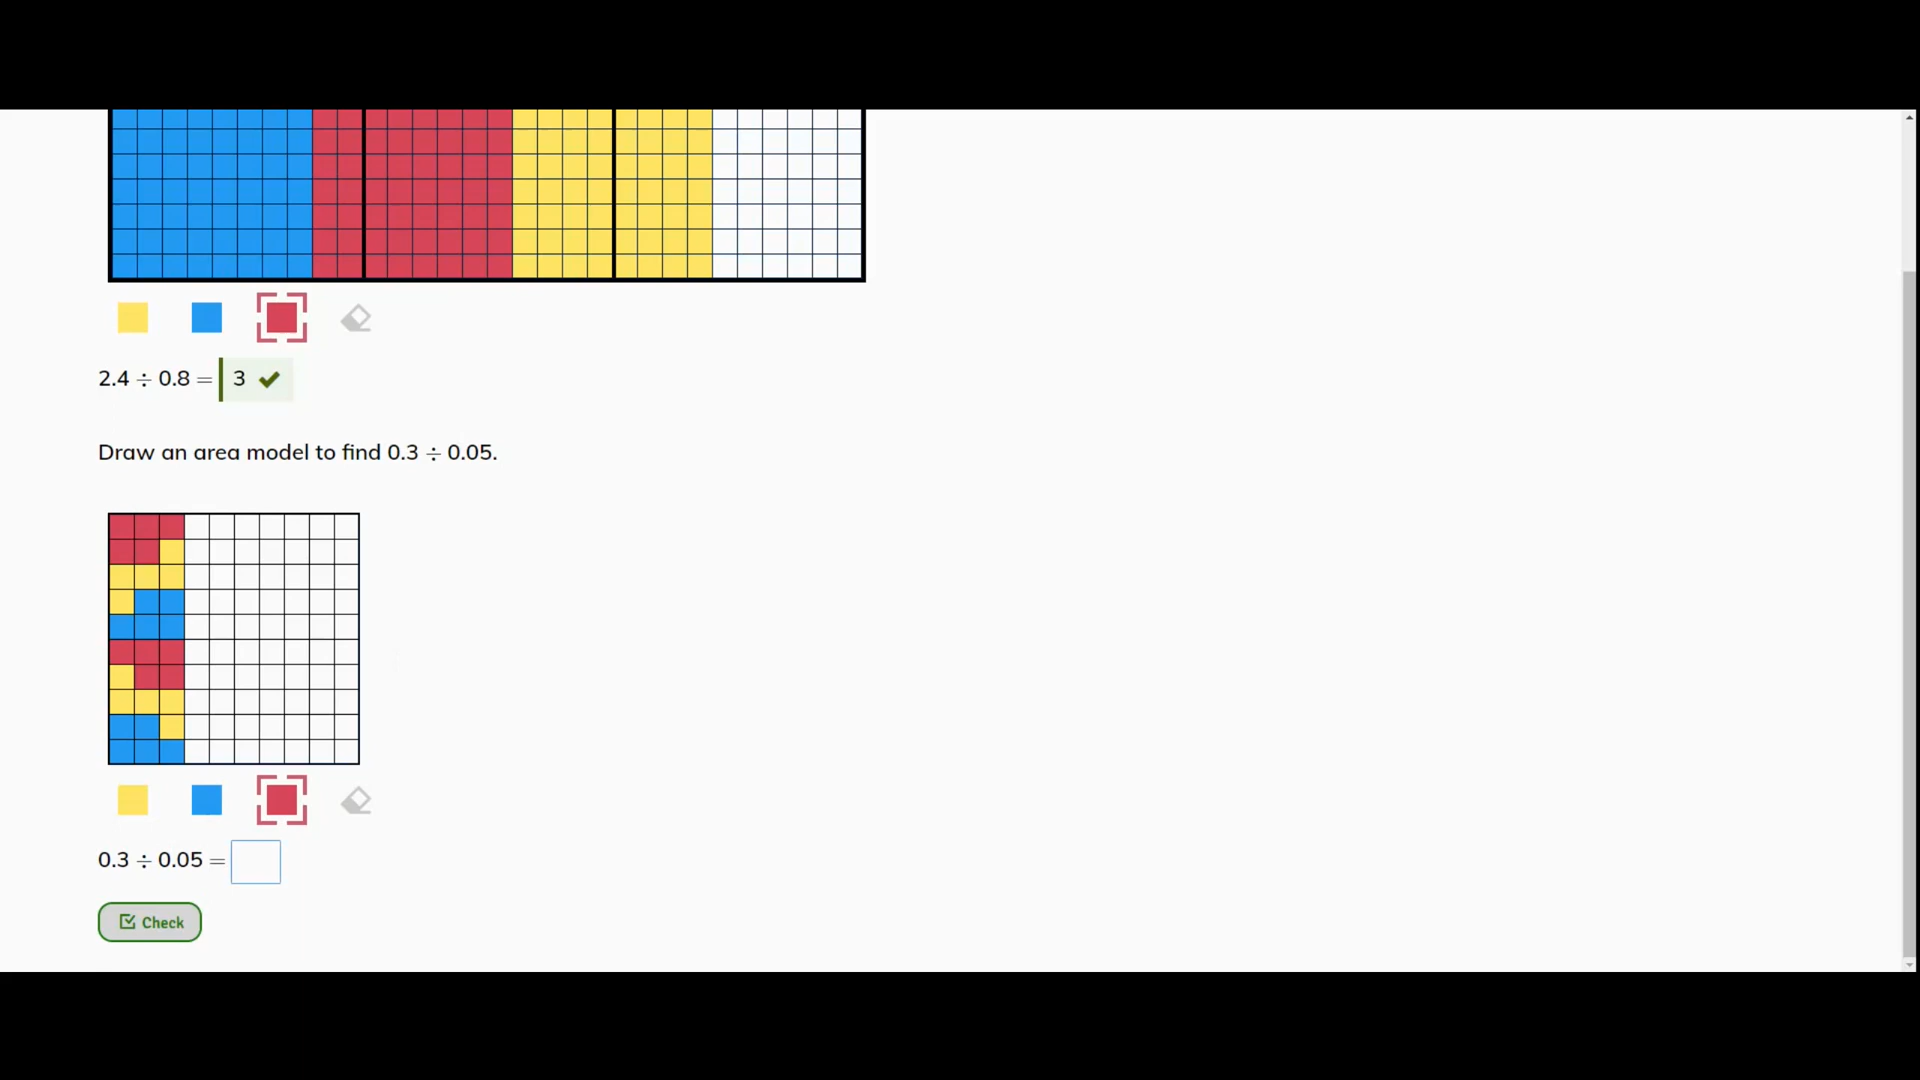 2.4 ÷ 0.8 = 3
Draw an area model to find 0.3 ÷ 0.05.
0.3 ÷ 0.05 =
Check